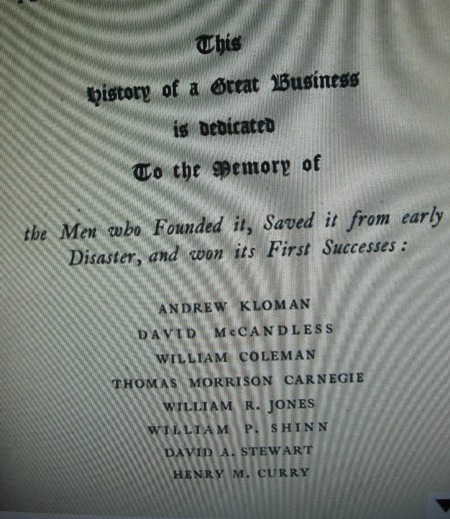 This
History of a Great Business
is dedicated
To the Memory of
the Men who Founded it, Saved it from early
Disaster, and won its First Successes :
ANDREW KLOMAN
DAVID McCANDLESS
WILLIAM COLEMAN
THOMAS MORRISON CARNEGIE
WILLIAM R. JONES
WILLIAM P. SHINN
DAVID A. STEWART
HENRY M. CURRY